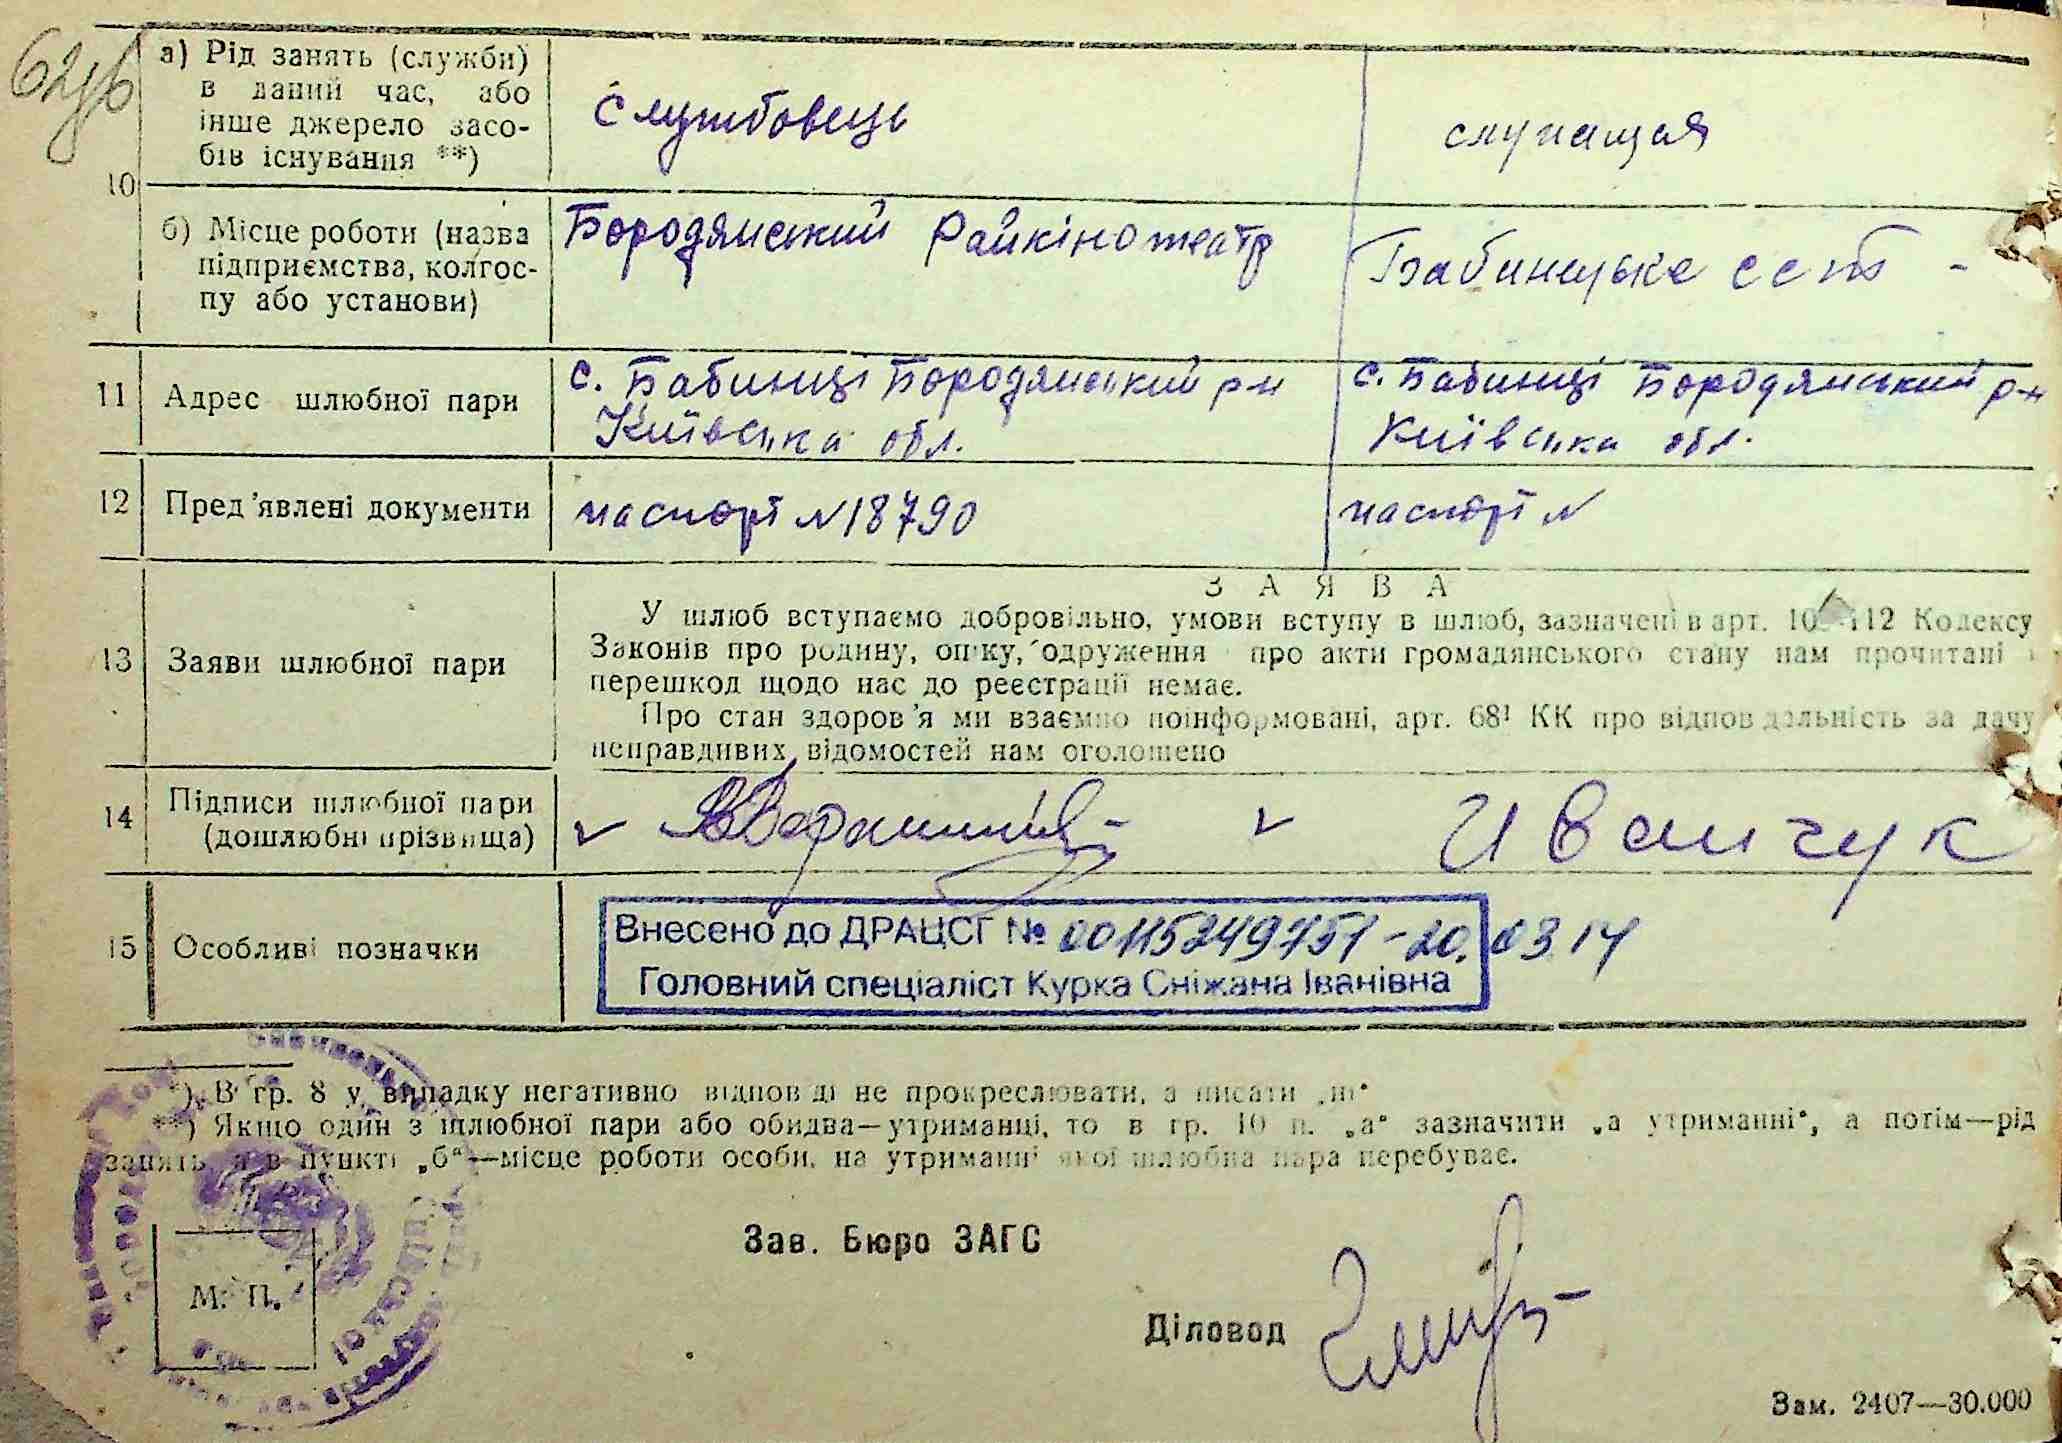 62зв
а) Рід занять (служби)
в даний час, або
інше джерело засо-
бів існування **)
Службовець
служащая
10
б) Місце роботи (назва
підприємства, колгос-
пу або установи)
Бородянський Райкінотеатр
Бабинецьке ССТ -
11 Адрес шлюбної пари
с. Бабинці Бородянський р-н
Київська обл.
с. Бабинці Бородянський р-н
Київська обл.
12 Пред'явлені документи
паспорт № 18790
паспорт №
ЗАЯВА
13 Заяви шлюбної пари
У шлюб вступаємо добровільно, умови вступу в шлюб, зазначені в арт. 112 Кодексу
Законів про родину, опіку, одруження про акти громадянського стану нам прочитані і
перешкод щодо нас до реєстрації немає.
Про стан здоров'я ми взаємно поінформовані, арт. 68¹ КК про відповідальність за дачу
неправдивих відомостей нам оголошено
14 Підписи шлюбної пари
(дошлюбні прізвища)
Иванчук
15 Особливі позначки
Внесено до ДРАЦСГ № 00115249751-20.03 14
Головний спеціаліст Курка Сніжана Іванівна
*) В гр. 8 у випадку негативно відповіді не прокреслювати, а писати „ні"
**) Якщо один з шлюбної пари або обидва—утриманці, то в гр. 10 п. „а" зазначити „а утриманні", а потім—рід
занять, а в пункті „б"—місце роботи особи, на утриманні якої шлюбна пара перебуває.
Зав. Бюро ЗАГС
М. П.
Діловод
Зам. 2407—30.000